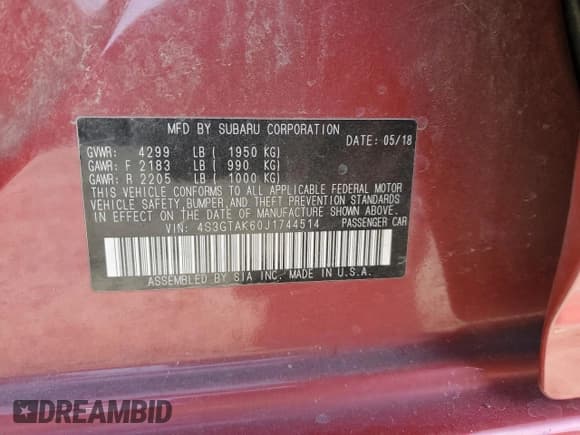 MFD BY SUBARU CORPORATION
DATE: 05/18
GVWR: 4299 LB ( 1950 KG)
GAWR: F 2183 LB ( 990 KG)
GAWR: R 2205 LB ( 1000 KG)
THIS VEHICLE CONFORMS TO ALL APPLICABLE FEDERAL MOTOR
VEHICLE SAFETY, BUMPER, AND THEFT PREVENTION STANDARDS
IN EFFECT ON THE DATE OF MANUFACTURE SHOWN ABOVE.
VIN: 4S3GTAK60J1744514 PASSENGER CAR
ASSEMBLED BY SIA INC. MADE IN U.S.A.
DREAMBID